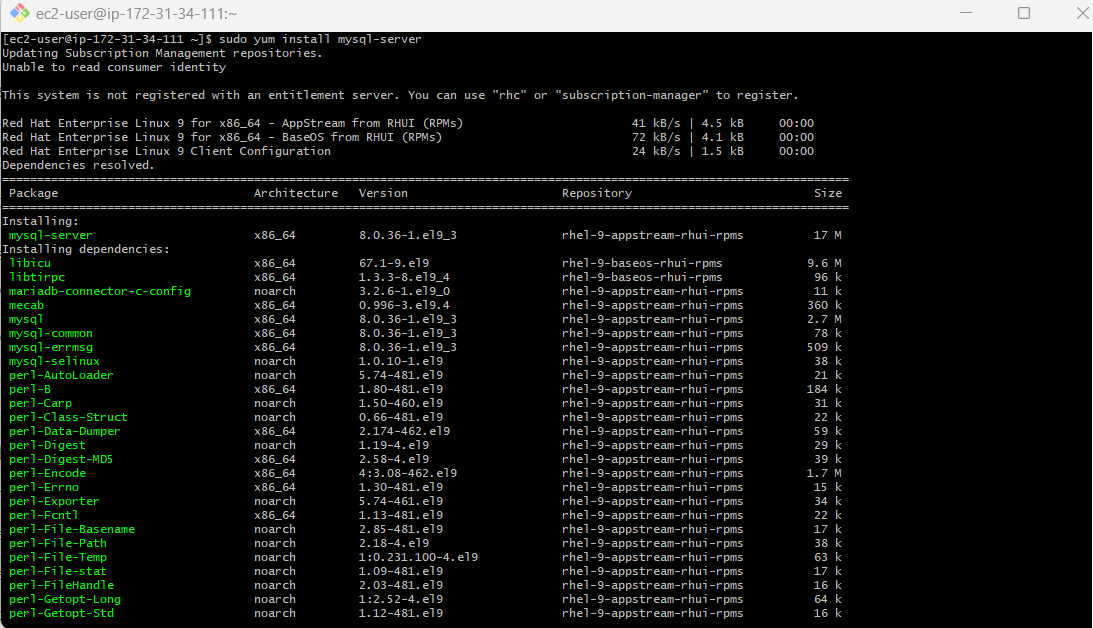 ec2-user@ip-172-31-34-111:~
[ec2-user@ip-172-31-34-111 ~]$ sudo yum install mysql-server
Updating Subscription Management repositories.
Unable to read consumer identity
This system is not registered with an entitlement server. You can use "rhc" or "subscription-manager" to register.
Red Hat Enterprise Linux 9 for x86_64 - AppStream from RHUI (RPMs) 41 kB/s | 4.5 kB 00:00
Red Hat Enterprise Linux 9 for x86_64 - BaseOS from RHUI (RPMs) 72 kB/s | 4.1 kB 00:00
Red Hat Enterprise Linux 9 Client Configuration 24 kB/s | 1.5 kB 00:00
Dependencies resolved.
Package Architecture Version Repository Size
Installing:
mysql-server x86_64 8.0.36-1.el9_3 rhel-9-appstream-rhui-rpms 17 M
Installing dependencies:
libicu x86_64 67.1-9.el9 rhel-9-baseos-rhui-rpms 9.6 M
libtirpc x86_64 1.3.3-8.el9_4 rhel-9-baseos-rhui-rpms 96 k
mariadb-connector-c-config noarch 3.2.6-1.el9_0 rhel-9-appstream-rhui-rpms 11 k
mecab x86_64 0.996-3.el9.4 rhel-9-appstream-rhui-rpms 360 k
mysql x86_64 8.0.36-1.el9_3 rhel-9-appstream-rhui-rpms 2.7 M
mysql-common x86_64 8.0.36-1.el9_3 rhel-9-appstream-rhui-rpms 78 k
mysql-errmsg x86_64 8.0.36-1.el9_3 rhel-9-appstream-rhui-rpms 509 k
mysql-selinux noarch 1.0.10-1.el9 rhel-9-appstream-rhui-rpms 38 k
perl-AutoLoader noarch 5.74-481.el9 rhel-9-appstream-rhui-rpms 21 k
perl-B x86_64 1.80-481.el9 rhel-9-appstream-rhui-rpms 184 k
perl-Carp noarch 1.50-460.el9 rhel-9-appstream-rhui-rpms 31 k
perl-Class-Struct noarch 0.66-481.el9 rhel-9-appstream-rhui-rpms 22 k
perl-Data-Dumper x86_64 2.174-462.el9 rhel-9-appstream-rhui-rpms 59 k
perl-Digest noarch 1.19-4.el9 rhel-9-appstream-rhui-rpms 29 k
perl-Digest-MD5 x86_64 2.58-4.el9 rhel-9-appstream-rhui-rpms 39 k
perl-Encode x86_64 4:3.08-462.el9 rhel-9-appstream-rhui-rpms 1.7 M
perl-Errno x86_64 1.30-481.el9 rhel-9-appstream-rhui-rpms 15 k
perl-Exporter noarch 5.74-461.el9 rhel-9-appstream-rhui-rpms 34 k
perl-Fcntl x86_64 1.13-481.el9 rhel-9-appstream-rhui-rpms 22 k
perl-File-Basename noarch 2.85-481.el9 rhel-9-appstream-rhui-rpms 17 k
perl-File-Path noarch 2.18-4.el9 rhel-9-appstream-rhui-rpms 38 k
perl-File-Temp noarch 1:0.231.100-4.el9 rhel-9-appstream-rhui-rpms 63 k
perl-File-stat noarch 1.09-481.el9 rhel-9-appstream-rhui-rpms 17 k
perl-FileHandle noarch 2.03-481.el9 rhel-9-appstream-rhui-rpms 16 k
perl-Getopt-Long noarch 1:2.52-4.el9 rhel-9-appstream-rhui-rpms 64 k
perl-Getopt-Std noarch 1.12-481.el9 rhel-9-appstream-rhui-rpms 16 k